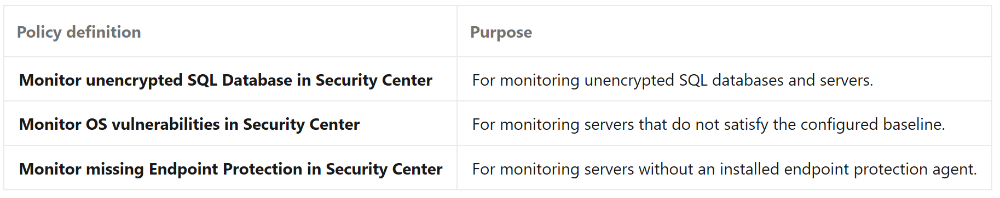 Policy definition
Purpose
Monitor unencrypted SQL Database in Security Center
For monitoring unencrypted SQL databases and servers.
Monitor OS vulnerabilities in Security Center
For monitoring servers that do not satisfy the configured baseline.
Monitor missing Endpoint Protection in Security Center
For monitoring servers without an installed endpoint protection agent.